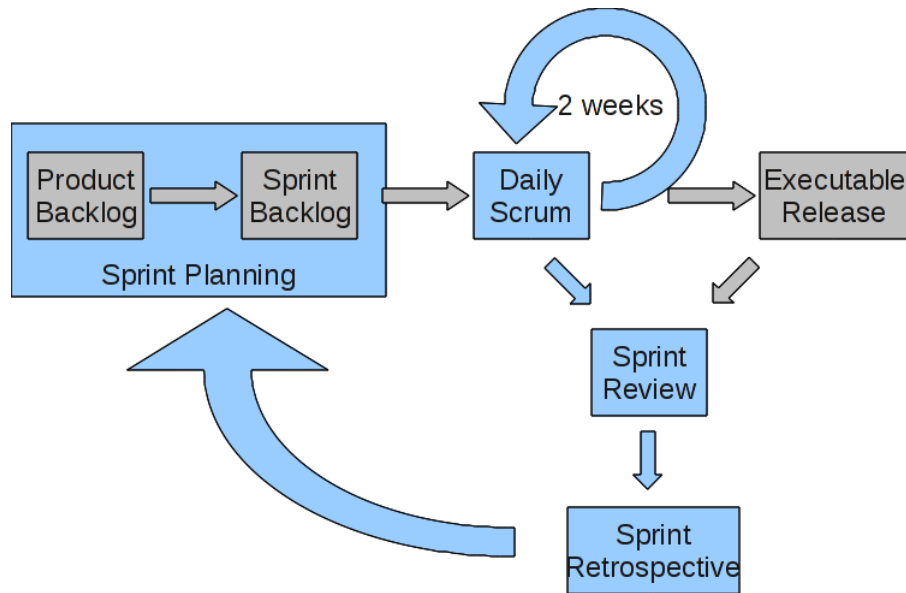 2 weeks
Product
Backlog
Sprint
Backlog
Sprint Planning
Daily
Scrum
Executable
Release
Sprint
Review
Sprint
Retrospective